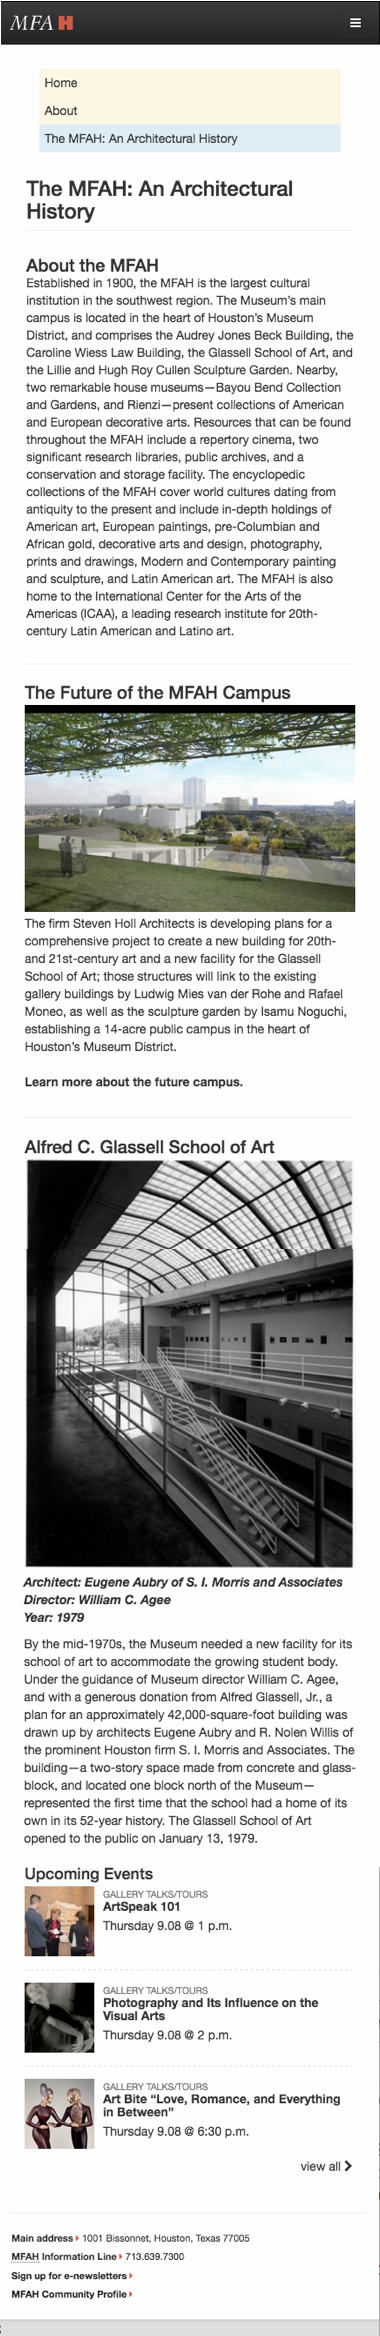 MFA H
Home
About
The MFAH: An Architectural History
The MFAH: An Architectural
History
About the MFAH
Established in 1900, the MFAH is the largest cultural
institution in the southwest region. The Museum's main
campus is located in the heart of Houston's Museum
District, and comprises the Audrey Jones Beck Building, the
Caroline Wiess Law Building, the Glassell School of Art, and
the Lillie and Hugh Roy Cullen Sculpture Garden. Nearby,
two remarkable house museums—Bayou Bend Collection
and Gardens, and Rienzi—present collections of American
and European decorative arts. Resources that can be found
throughout the MFAH include a repertory cinema, two
significant research libraries, public archives, and a
conservation and storage facility. The encyclopedic
collections of the MFAH cover world cultures dating from
antiquity to the present and include in-depth holdings of
American art, European paintings, pre-Columbian and
African gold, decorative arts and design, photography,
prints and drawings, Modern and Contemporary painting
and sculpture, and Latin American art. The MFAH is also
home to the International Center for the Arts of the
Americas (ICAA), a leading research institute for 20th-
century Latin American and Latino art.
The Future of the MFAH Campus
The firm Steven Holl Architects is developing plans for a
comprehensive project to create a new building for 20th-
and 21st-century art and a new facility for the Glassell
School of Art; those structures will link to the existing
gallery buildings by Ludwig Mies van der Rohe and Rafael
Moneo, as well as the sculpture garden by Isamu Noguchi,
establishing a 14-acre public campus in the heart of
Houston's Museum District.
Learn more about the future campus.
Alfred C. Glassell School of Art
Architect: Eugene Aubry of S. I. Morris and Associates
Director: William C. Agee
Year: 1979
By the mid-1970s, the Museum needed a new facility for its
school of art to accommodate the growing student body.
Under the guidance of Museum director William C. Agee,
and with a generous donation from Alfred Glassell, Jr., a
plan for an approximately 42,000-square-foot building was
drawn up by architects Eugene Aubry and R. Nolen Willis of
the prominent Houston firm S. I. Morris and Associates. The
building—a two-story space made from concrete and glass-
block, and located one block north of the Museum—
represented the first time that the school had a home of its
own in its 52-year history. The Glassell School of Art
opened to the public on January 13, 1979.
Upcoming Events
GALLERY TALKS/TOURS
ArtSpeak 101
Thursday 9.08 @ 1 p.m.
GALLERY TALKS/TOURS
Photography and Its Influence on the
Visual Arts
Thursday 9.08 @ 2 p.m.
GALLERY TALKS/TOURS
Art Bite “Love, Romance, and Everything
in Between”
Thursday 9.08 @ 6:30 p.m.
view all
Main address 1001 Bissonnet, Houston, Texas 77005
MFAH Information Line 713.639.7300
Sign up for e-newsletters
MFAH Community Profile